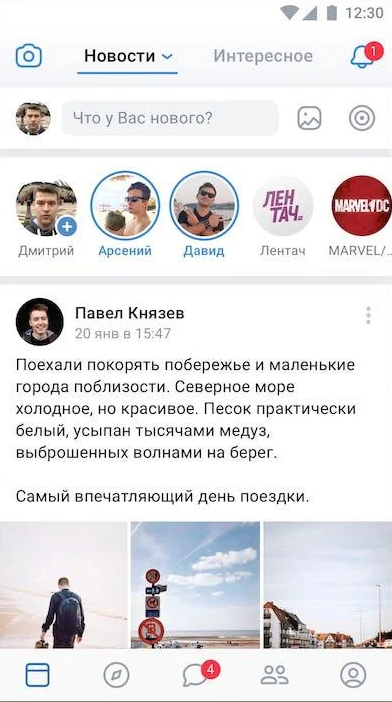 12:30
Новости Интересное 1
Что у Вас нового?
ЛЕН
ТАЧ
MARVEL/DC
Дмитрий Арсений Давид Лентач MARVEL/..
Павел Князев
20 янв в 15:47
Поехали покорять побережье и маленькие
города поблизости. Северное море
холодное, но красивое. Песок практически
белый, усыпан тысячами медуз,
выброшенных волнами на берег.
Самый впечатляющий день поездки.
4